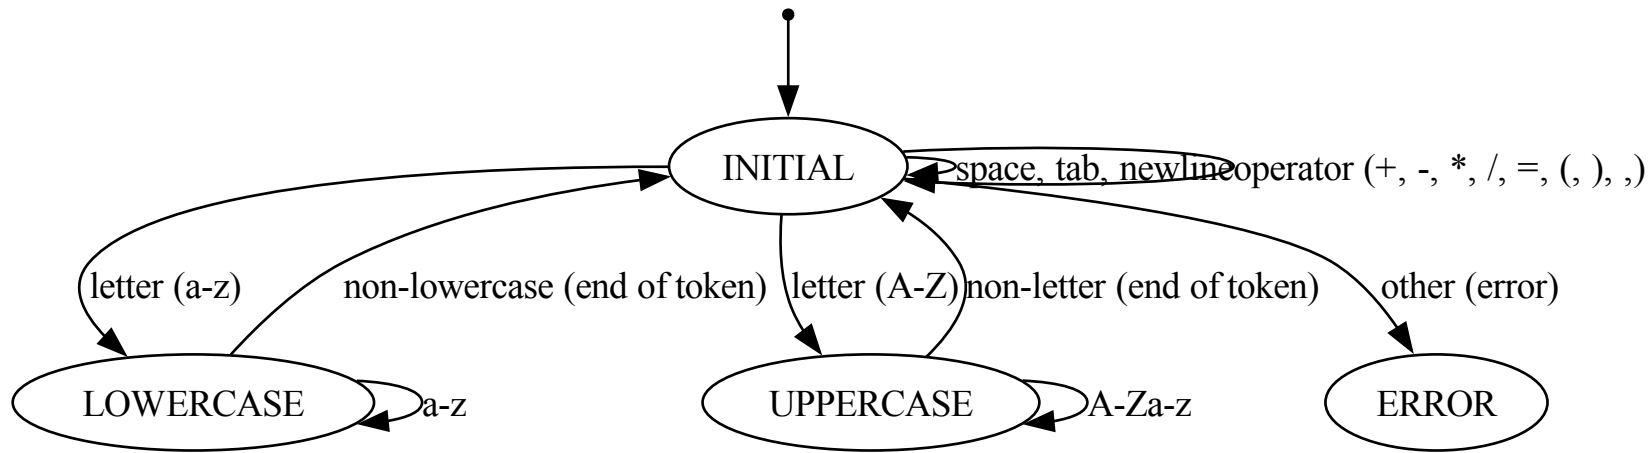 INITIAL
space, tab, newline
operator (+, -, *, /, =, (, ), ,)
letter (a-z)
non-lowercase (end of token)
letter (A-Z)
non-letter (end of token)
other (error)
LOWERCASE
a-z
UPPERCASE
A-Za-z
ERROR